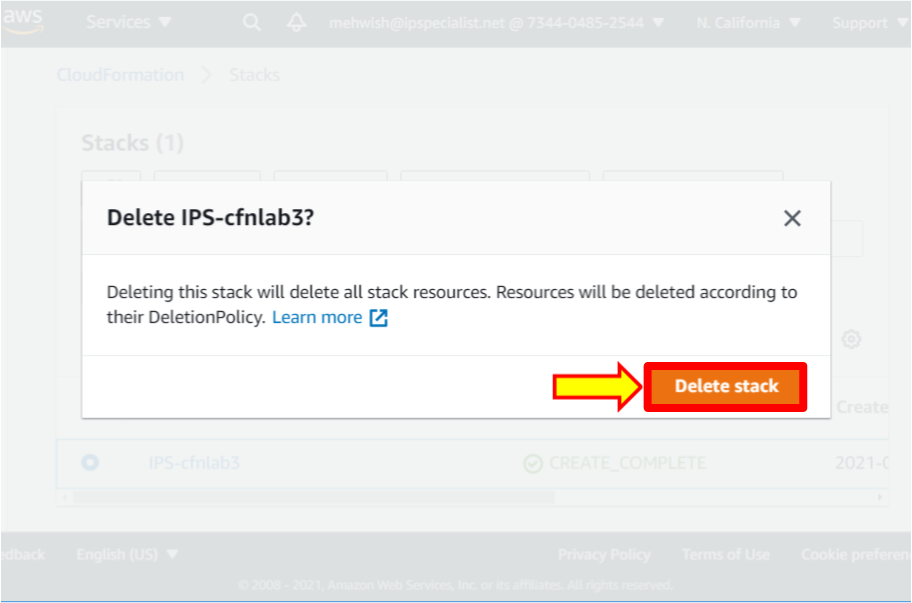 aws Services mehwish@ipspecialist.net @ 7344-0485-2544 N. California Support
CloudFormation Stacks
Stacks (1)
Delete IPS-cfnlab3?
Deleting this stack will delete all stack resources. Resources will be deleted according to
their DeletionPolicy. Learn more
Delete stack
Create
IPS-cfnlab3 CREATE_COMPLETE 2021-0
edback English (US) Privacy Policy Terms of Use Cookie preferen
© 2008 - 2021, Amazon Web Services, Inc. or its affiliates. All rights reserved.